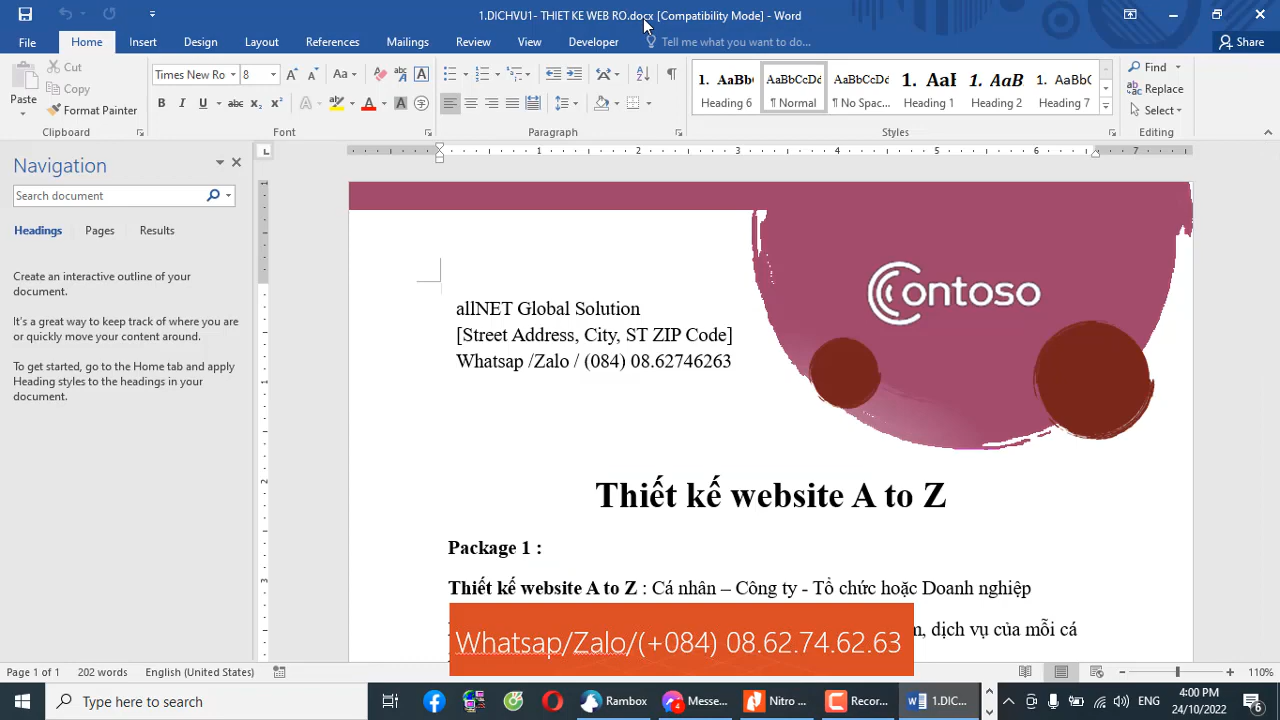 1.DICHVU1- THIET KE WEB RO.docx [Compatibility Mode] - Word
File Home Insert Design Layout References Mailings Review View Developer Tell me what you want to do... Share
Paste
Cut
Copy
Format Painter
Clipboard
Times New Ro 8
Font
Paragraph
1. AaBb( AaBbCcDd AaBbCcDd 1. AaB 1. AaB 1. AaBbC
Heading 6 ¶ Normal ¶ No Spac... Heading 1 Heading 2 Heading 7
Styles
Find
Replace
Select
Editing
Navigation
Search document
Headings Pages Results
Create an interactive outline of your
document.
It's a great way to keep track of where you are
or quickly move your content around.
To get started, go to the Home tab and apply
Heading styles to the headings in your
document.
1 2 3 4 5 6 7
Contoso
allNET Global Solution
[Street Address, City, ST ZIP Code]
Whatsap /Zalo / (084) 08.62746263
Thiết kế website A to Z
Package 1 :
Thiết kế website A to Z : Cá nhân – Công ty - Tổ chức hoặc Doanh nghiệp
m, dịch vụ của mỗi cá
Whatsap/Zalo/(+084) 08.62.74.62.63
Page 1 of 1 202 words English (United States) 110%
Type here to search
Rambox
Messe...
Nitro ...
Recor...
1.DIC...
ENG
4:00 PM
24/10/2022